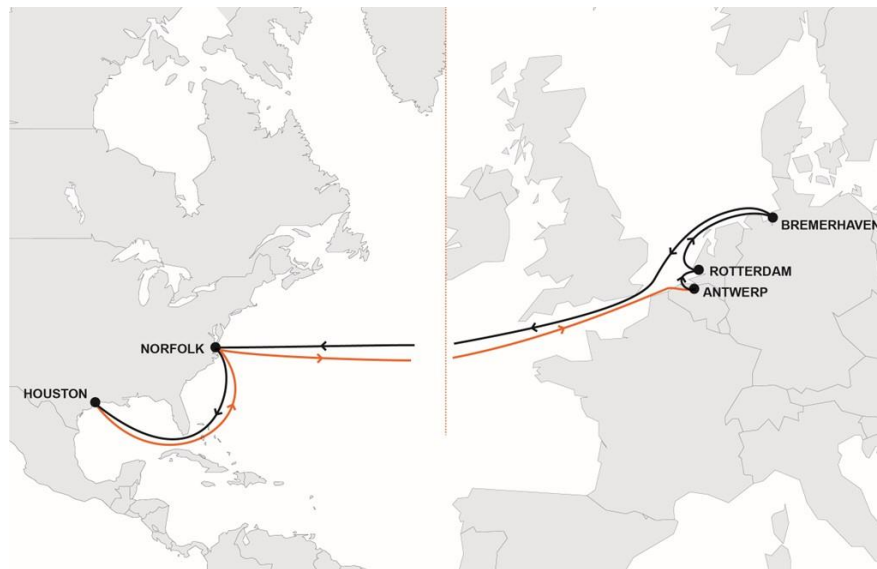 BREMERHAVEN
ROTTERDAM
ANTWERP
NORFOLK
HOUSTON